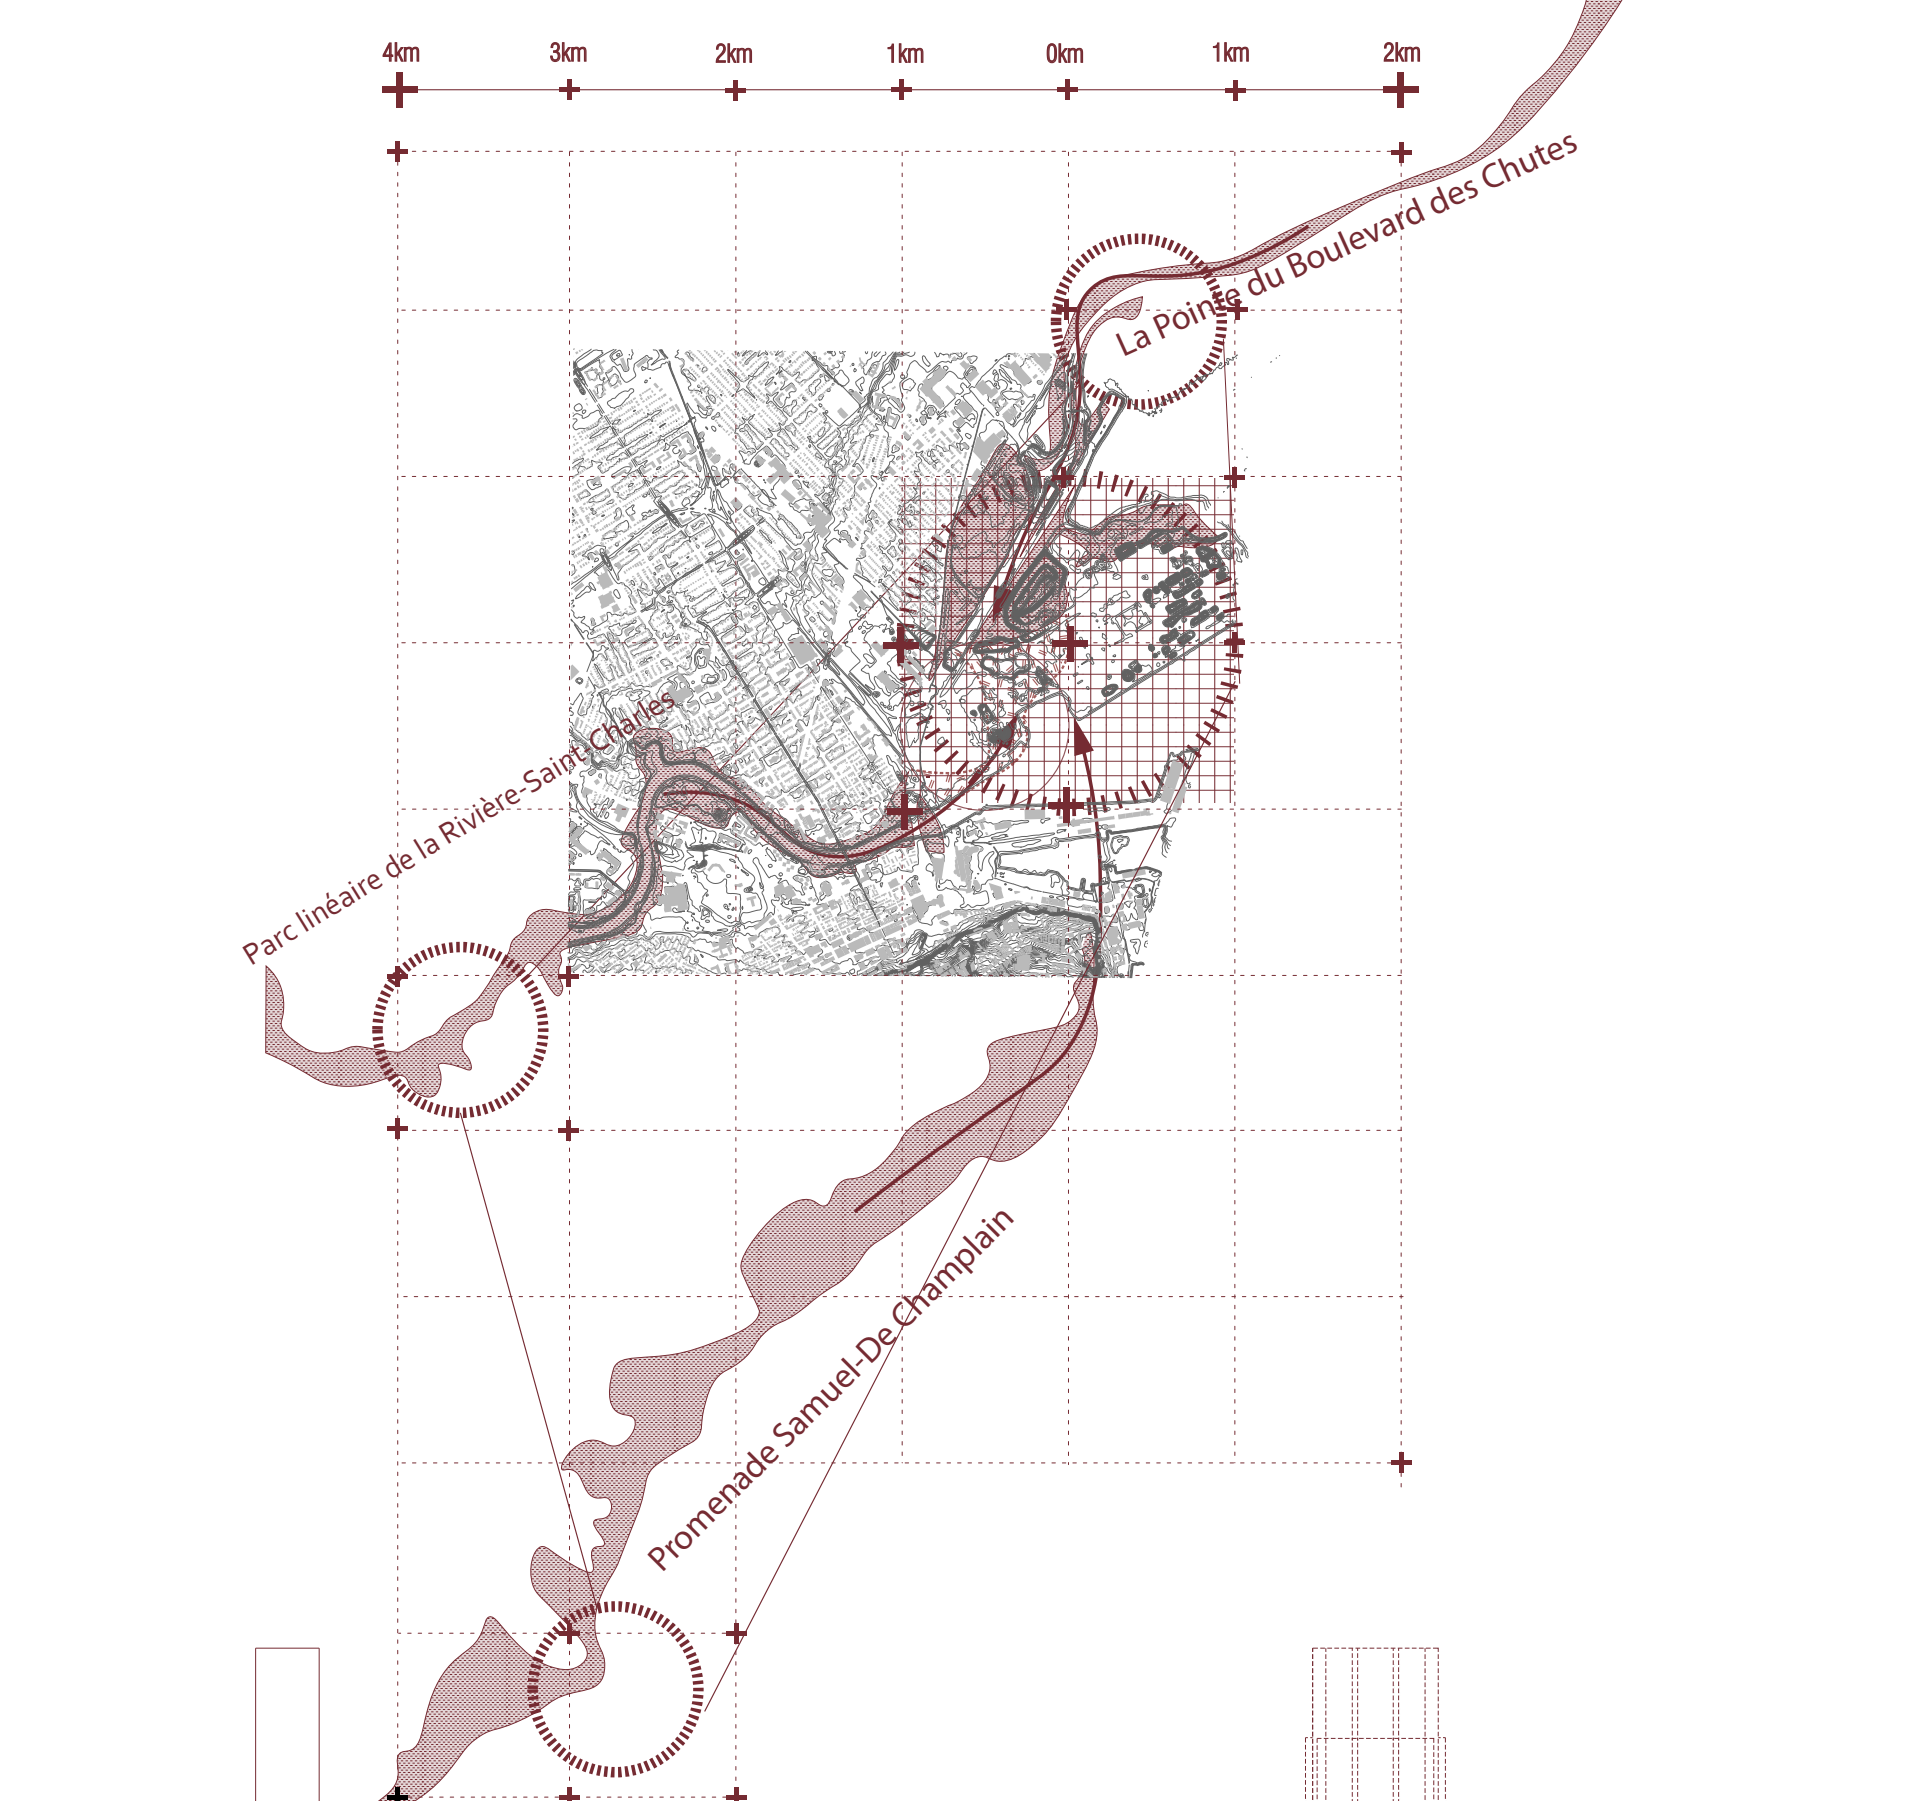 4km 3km 2km 1km 0km 1km 2km
La Pointe du Boulevard des Chutes
Parc linéaire de la Rivière-Saint-Charles
Promenade Samuel-De Champlain